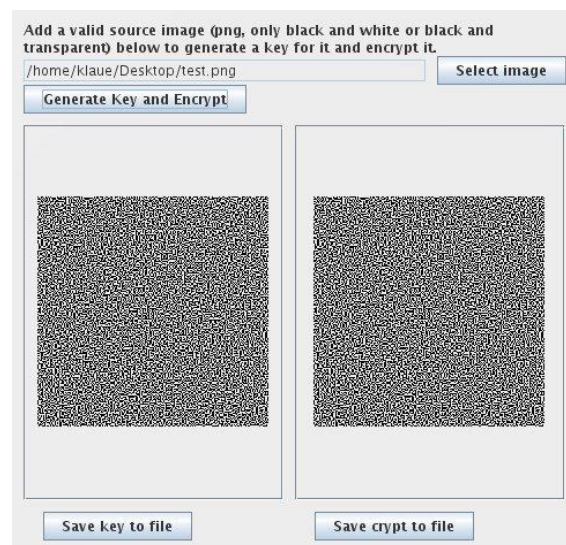 Add a valid source image (png, only black and white or black and
transparent) below to generate a key for it and encrypt it.
/home/klaue/Desktop/test.png
Select image
Generate Key and Encrypt
Save key to file
Save crypt to file